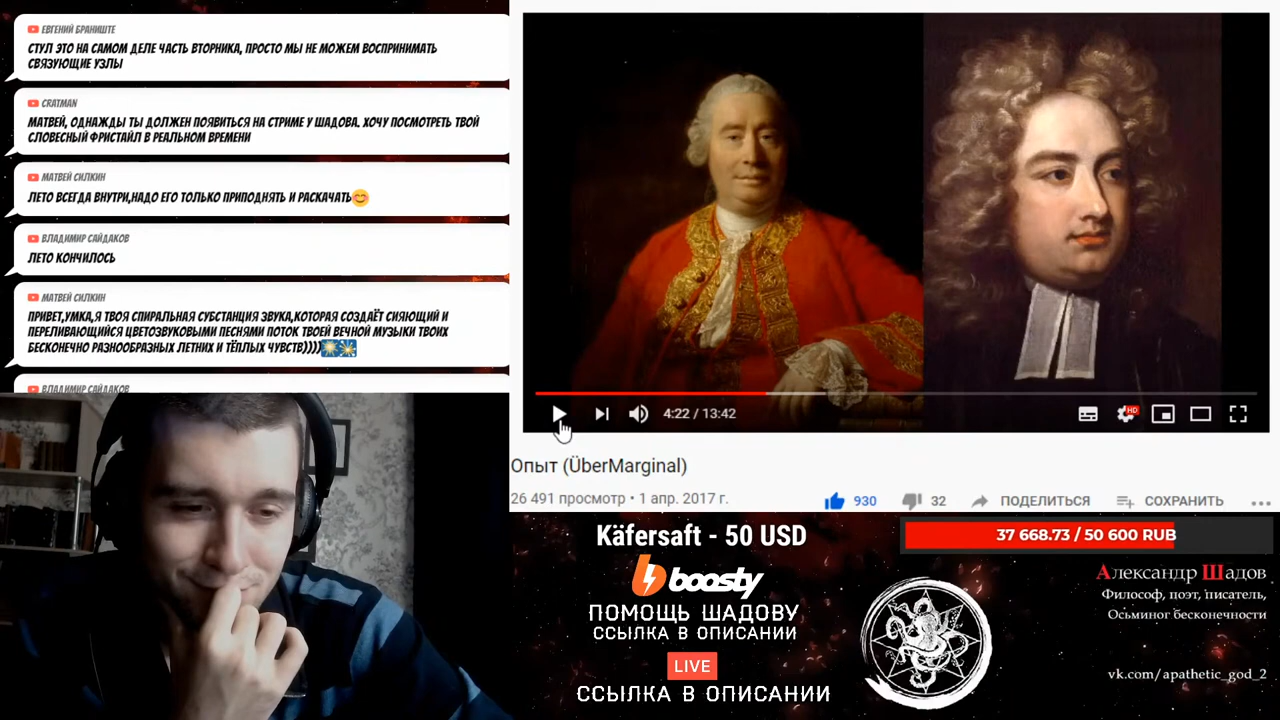 ЕВГЕНИЙ БРАНИШТЕ
СТУЛ ЭТО НА САМОМ ДЕЛЕ ЧАСТЬ ВТОРНИКА, ПРОСТО МЫ НЕ МОЖЕМ ВОСПРИНИМАТЬ
СВЯЗУЮЩИЕ УЗЛЫ
CRATMAN
МАТВЕЙ, ОДНАЖДЫ ТЫ ДОЛЖЕН ПОЯВИТЬСЯ НА СТРИМЕ У ШАДОВА. ХОЧУ ПОСМОТРЕТЬ ТВОЙ
СЛОВЕСНЫЙ ФРИСТАЙЛ В РЕАЛЬНОМ ВРЕМЕНИ
МАТВЕЙ СИЛКИН
ЛЕТО ВСЕГДА ВНУТРИ,НАДО ЕГО ТОЛЬКО ПРИПОДНЯТЬ И РАСКАЧАТЬ😊
ВЛАДИМИР САЙДАКОВ
ЛЕТО КОНЧИЛОСЬ
МАТВЕЙ СИЛКИН
ПРИВЕТ,УМКА,Я ТВОЯ СПИРАЛЬНАЯ СУБСТАНЦИЯ ЗВУКА,КОТОРАЯ СОЗДАЁТ СИЯЮЩИЙ И
ПЕРЕЛИВАЮЩИЙСЯ ЦВЕТОЗВУКОВЫМИ ПЕСНЯМИ ПОТОК ТВОЕЙ ВЕЧНОЙ МУЗЫКИ ТВОИХ
БЕСКОНЕЧНО РАЗНООБРАЗНЫХ ЛЕТНИХ И ТЁПЛЫХ ЧУВСТВ))))🎇🎇
ВЛАДИМИР САЙДАКОВ
4:22 / 13:42
HD
Опыт (ÜberMarginal)
26 491 просмотр • 1 апр. 2017 г.
930
32
ПОДЕЛИТЬСЯ
СОХРАНИТЬ
Käfersaft - 50 USD
boosty
ПОМОЩЬ ШАДОВУ
ССЫЛКА В ОПИСАНИИ
LIVE
ССЫЛКА В ОПИСАНИИ
37 668.73 / 50 600 RUB
Александр Шадов
Философ, поэт, писатель,
Осьминог бесконечности
vk.com/apathetic_god_2